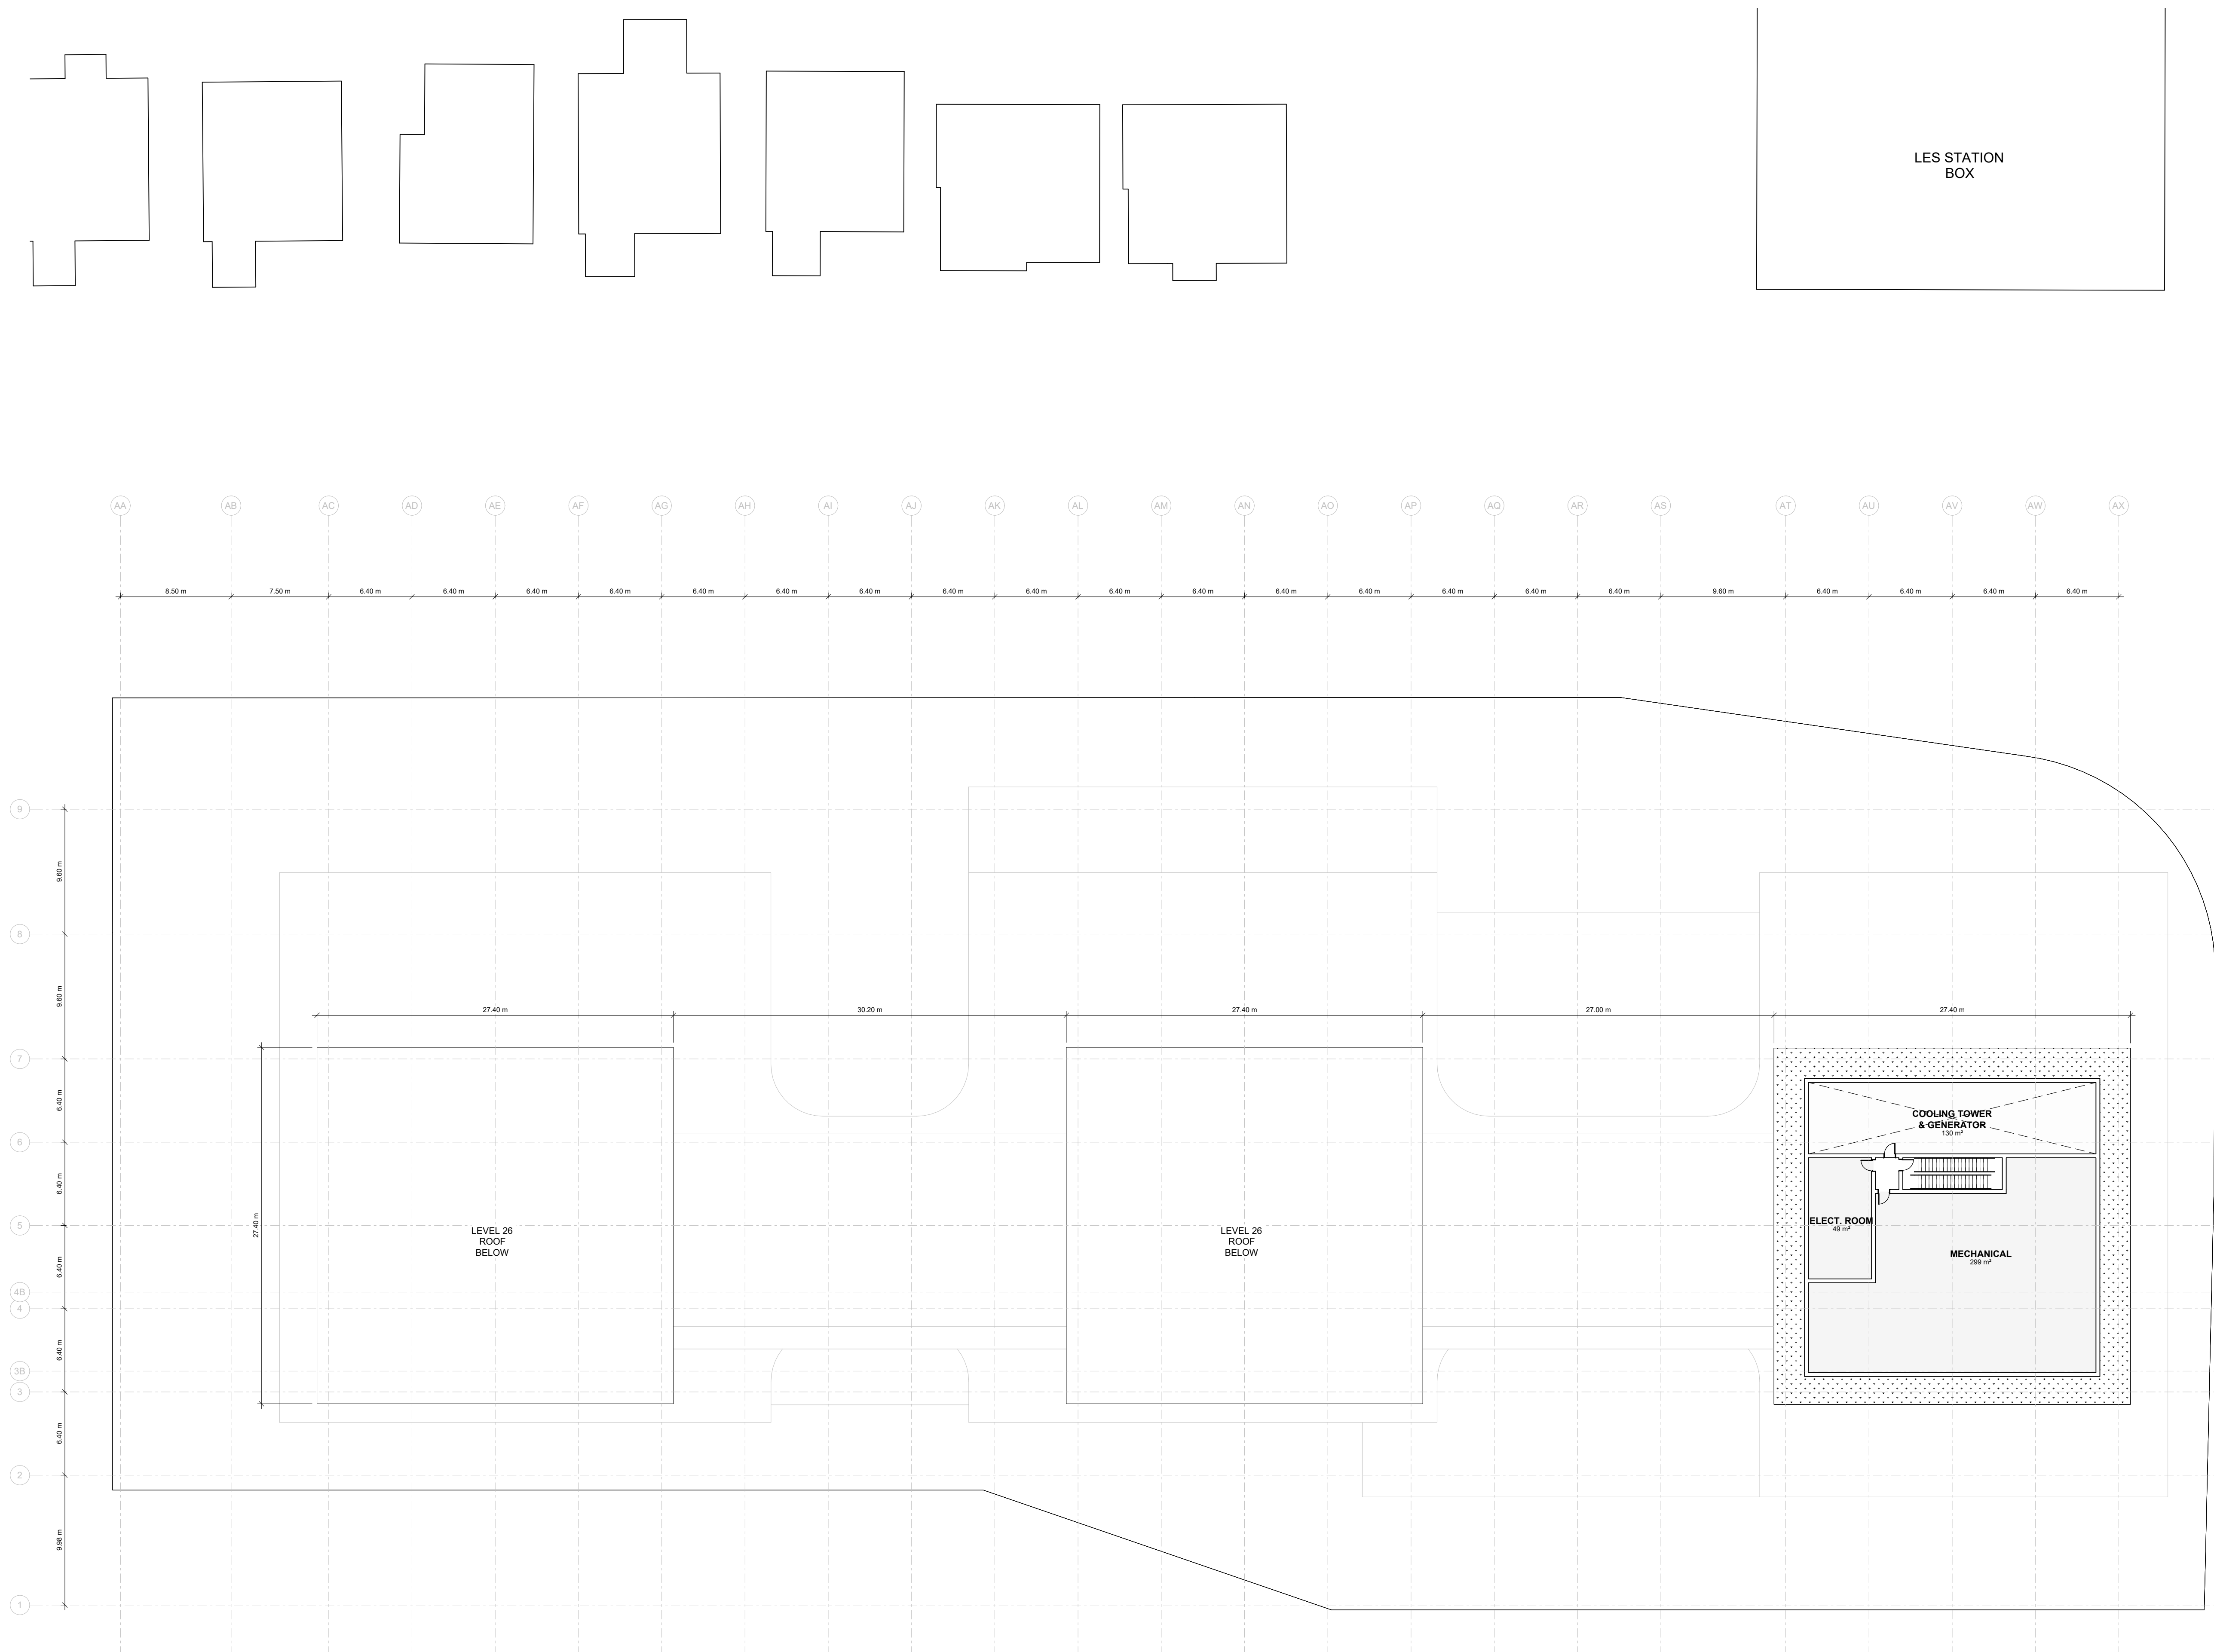 LES STATION
BOX
AA AB AC AD AE AF AG AH AI AJ AK AL AM AN AO AP AQ AR AS AT AU AV AW AX
8.50 m 7.50 m 6.40 m 6.40 m 6.40 m 6.40 m 6.40 m 6.40 m 6.40 m 6.40 m 6.40 m 6.40 m 6.40 m 6.40 m 6.40 m 6.40 m 6.40 m 6.40 m 9.60 m 6.40 m 6.40 m 6.40 m 6.40 m
9
9.60 m
8
9.60 m
27.40 m 30.20 m 27.40 m 27.00 m 27.40 m
7
6.40 m
COOLING TOWER
& GENERATOR
130 m²
6
6.40 m
ELECT. ROOM
49 m²
5
27.40 m
LEVEL 26
ROOF
BELOW
LEVEL 26
ROOF
BELOW
MECHANICAL
299 m²
6.40 m
4B
4
6.40 m
3B
3
6.40 m
2
9.98 m
1